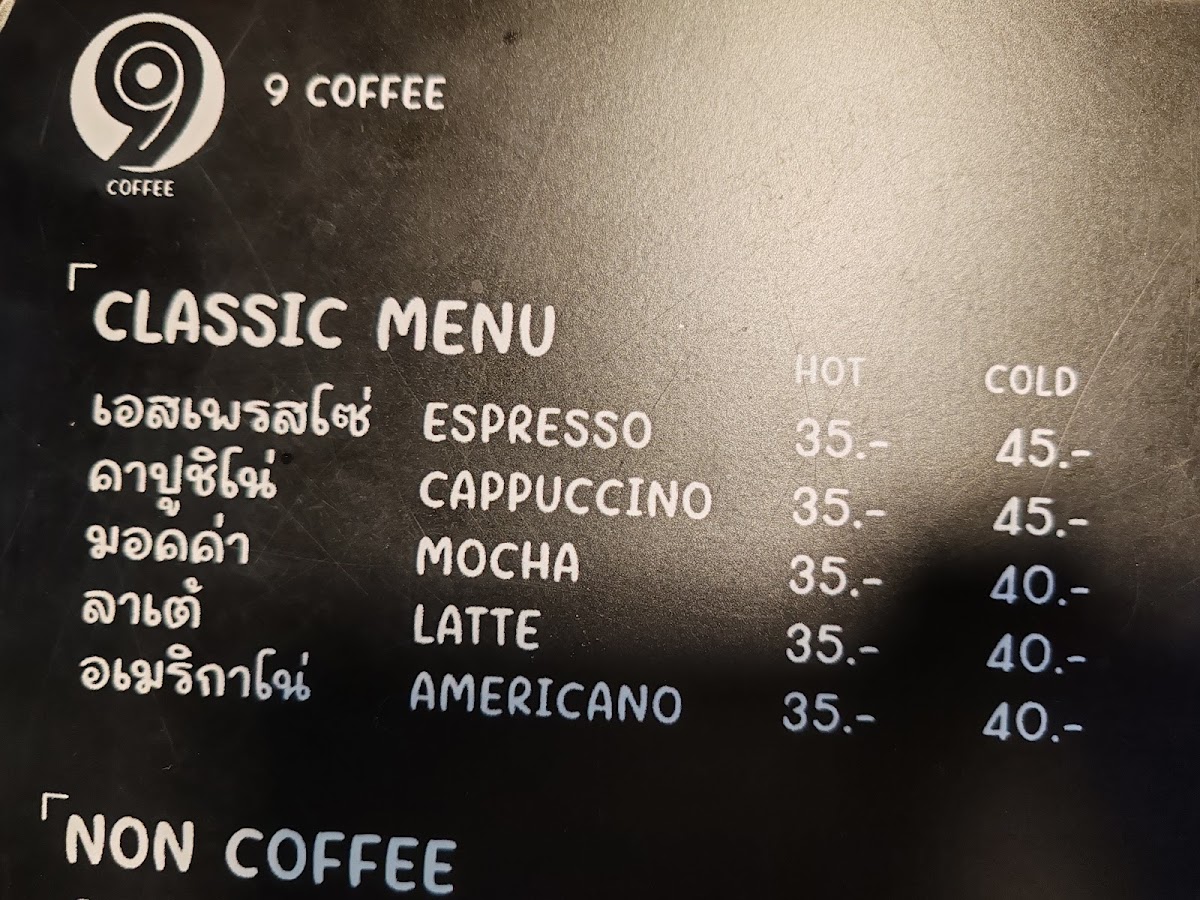 9 COFFEE
COFFEE
CLASSIC MENU
HOT COLD
เอสเพรสโซ่ ESPRESSO 35.- 45.-
คาปูชิโน่ CAPPUCCINO 35.- 45.-
มอคค่า MOCHA 35.- 40.-
ลาเต้ LATTE 35.- 40.-
อเมริกาโน่ AMERICANO 35.- 40.-
NON COFFEE